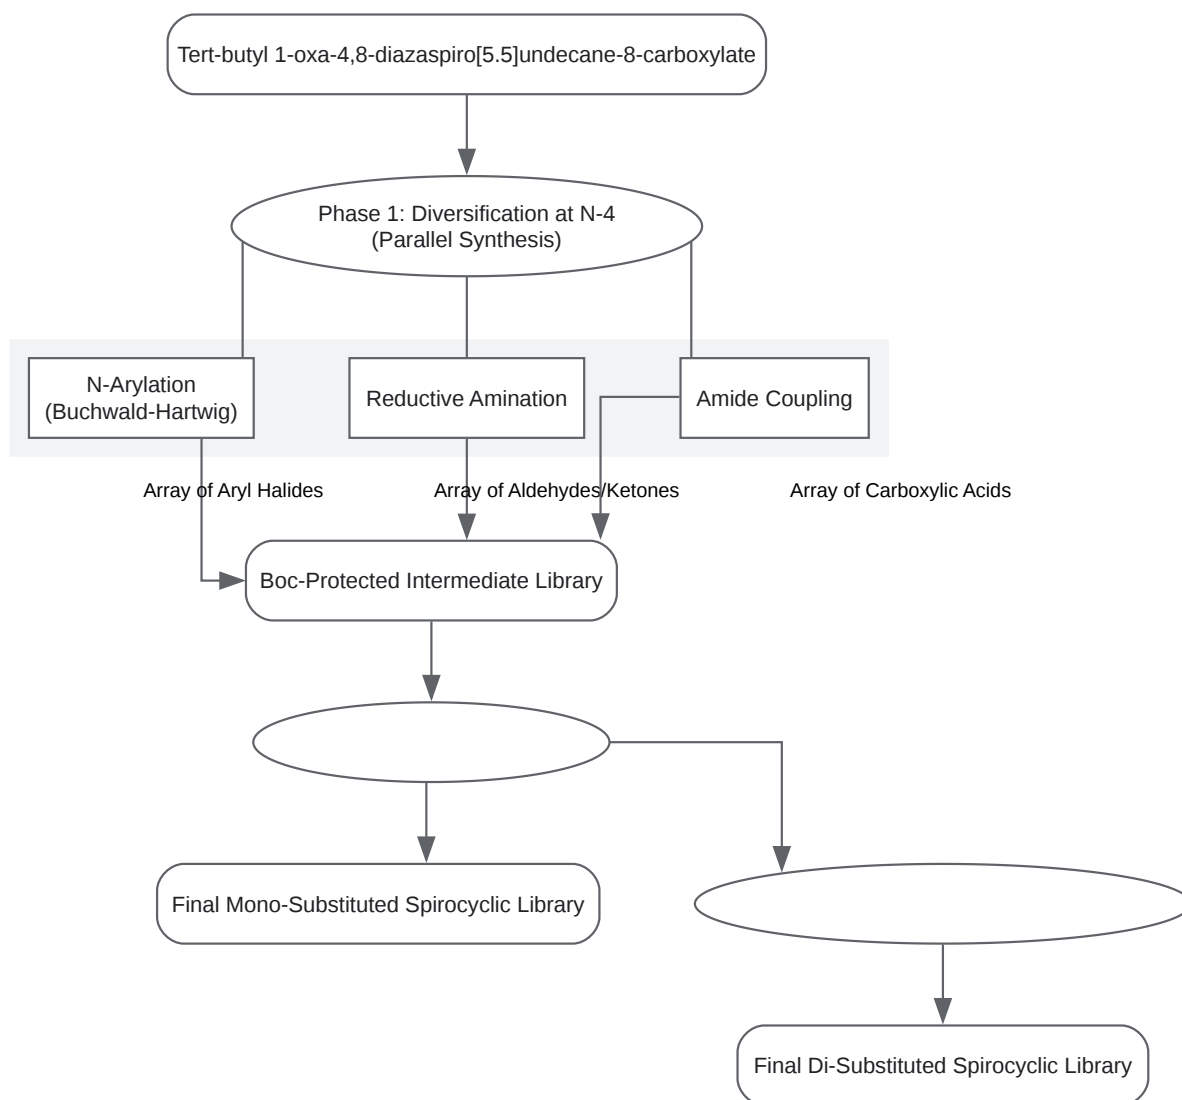 Tert-butyl 1-oxa-4,8-diazaspiro[5.5]undecane-8-carboxylate
Phase 1: Diversification at N-4
(Parallel Synthesis)
N-Arylation
(Buchwald-Hartwig)
Reductive Amination
Amide Coupling
Array of Aryl Halides
Array of Aldehydes/Ketones
Array of Carboxylic Acids
Boc-Protected Intermediate Library
Final Mono-Substituted Spirocyclic Library
Final Di-Substituted Spirocyclic Library